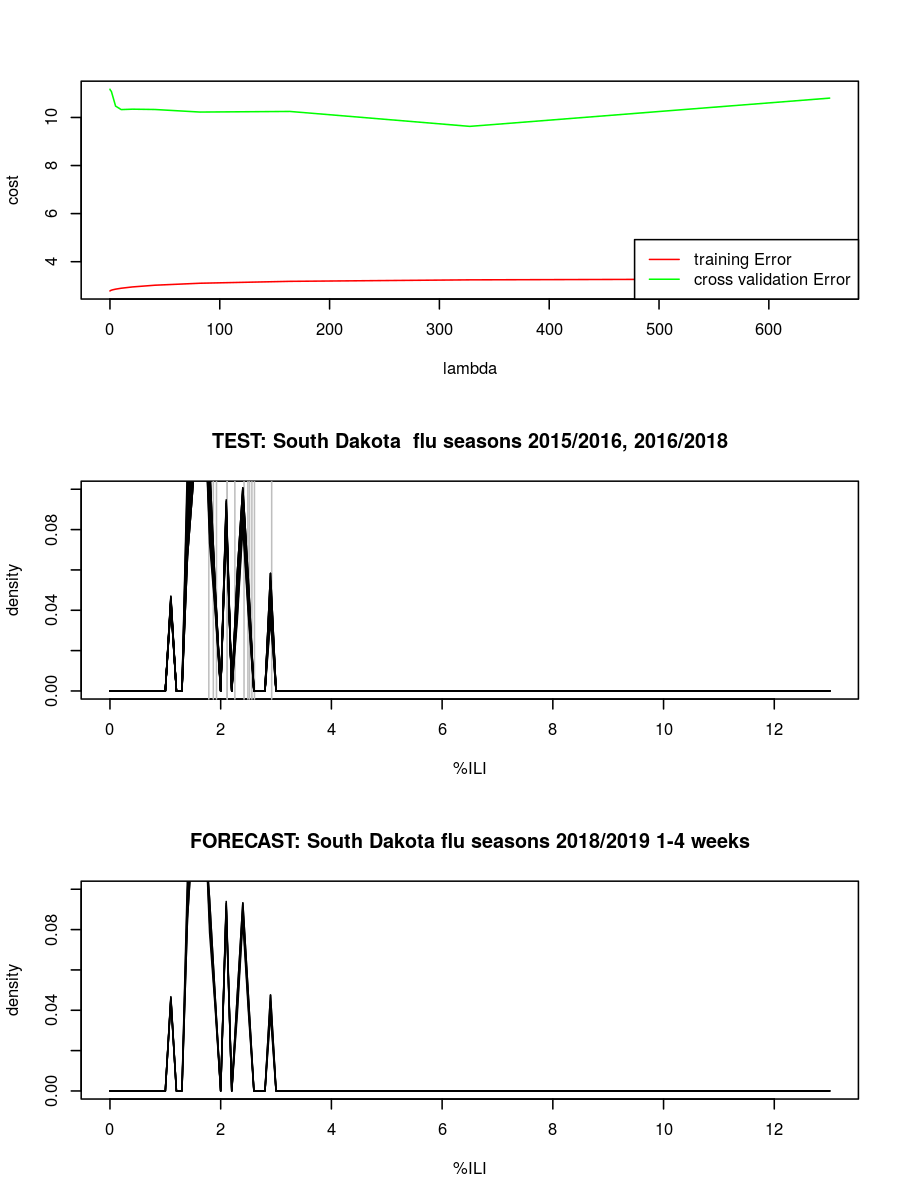 cost
4
6
8
10
training Error
cross validation Error
0 100 200 300 400 500 600
lambda
TEST: South Dakota  flu seasons 2015/2016, 2016/2018
density
0.00
0.04
0.08
0 2 4 6 8 10 12
%ILI
FORECAST: South Dakota flu seasons 2018/2019 1-4 weeks
density
0.00
0.04
0.08
0 2 4 6 8 10 12
%ILI